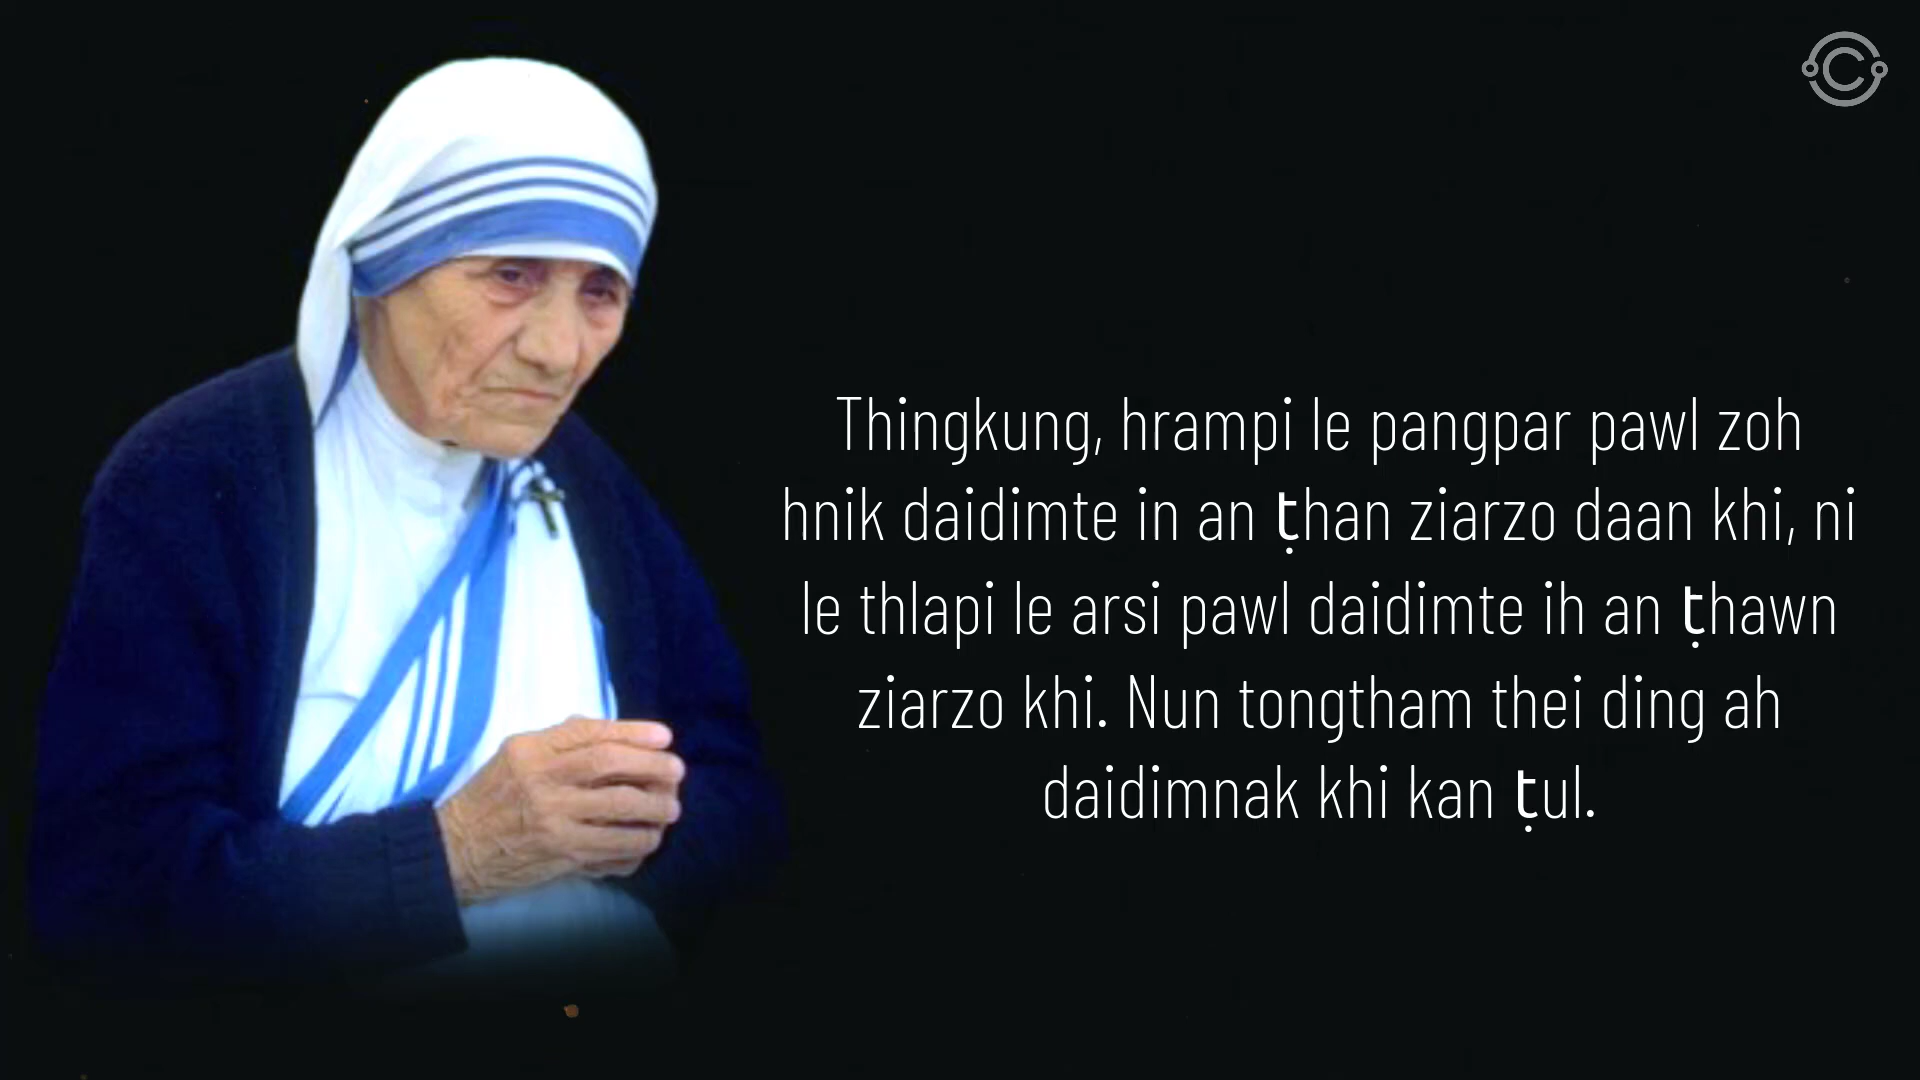 Thingkung, hrampi le pangpar pawl zoh
hnik daidimte in an ṭhan ziarzo daan khi, ni
le thlapi le arsi pawl daidimte ih an ṭhawn
ziarzo khi. Nun tongtham thei ding ah
daidimnak khi kan ṭul.